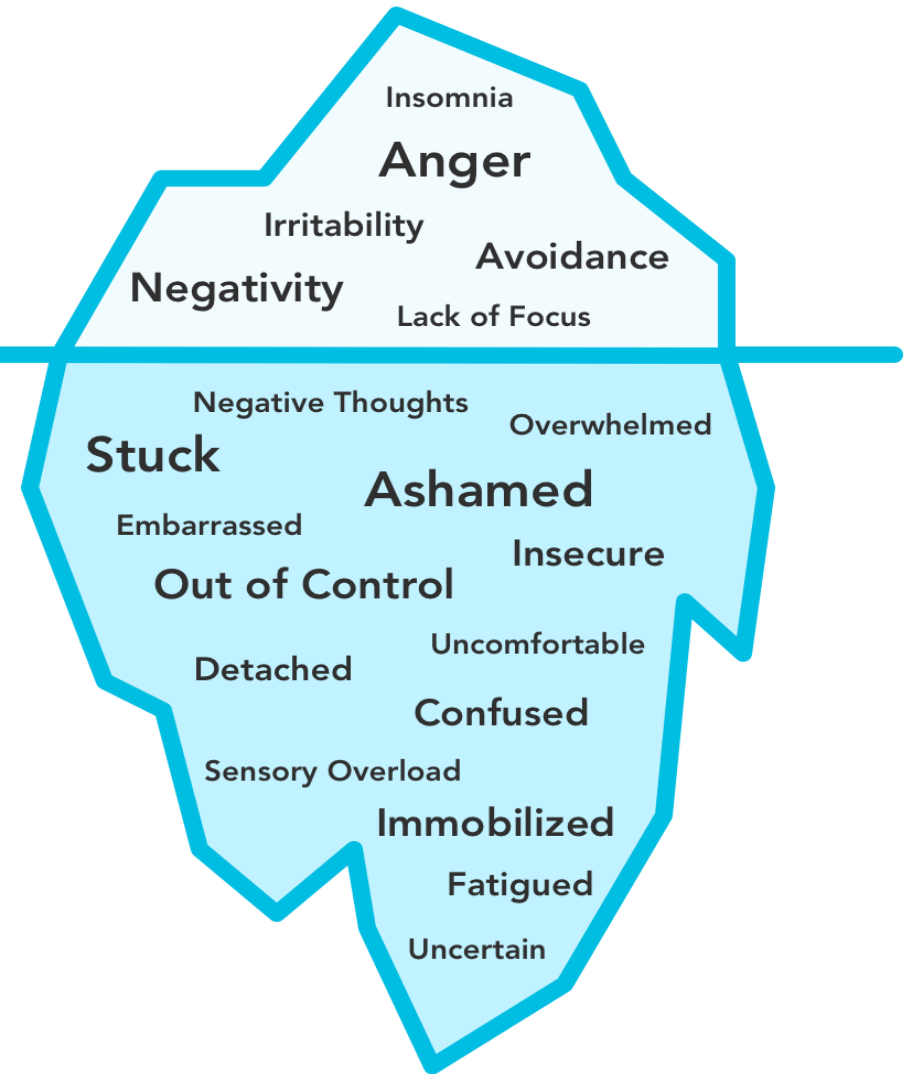 Insomnia
Anger
Irritability
Avoidance
Negativity
Lack of Focus
Negative Thoughts
Overwhelmed
Stuck
Ashamed
Embarrassed
Insecure
Out of Control
Uncomfortable
Detached
Confused
Sensory Overload
Immobilized
Fatigued
Uncertain